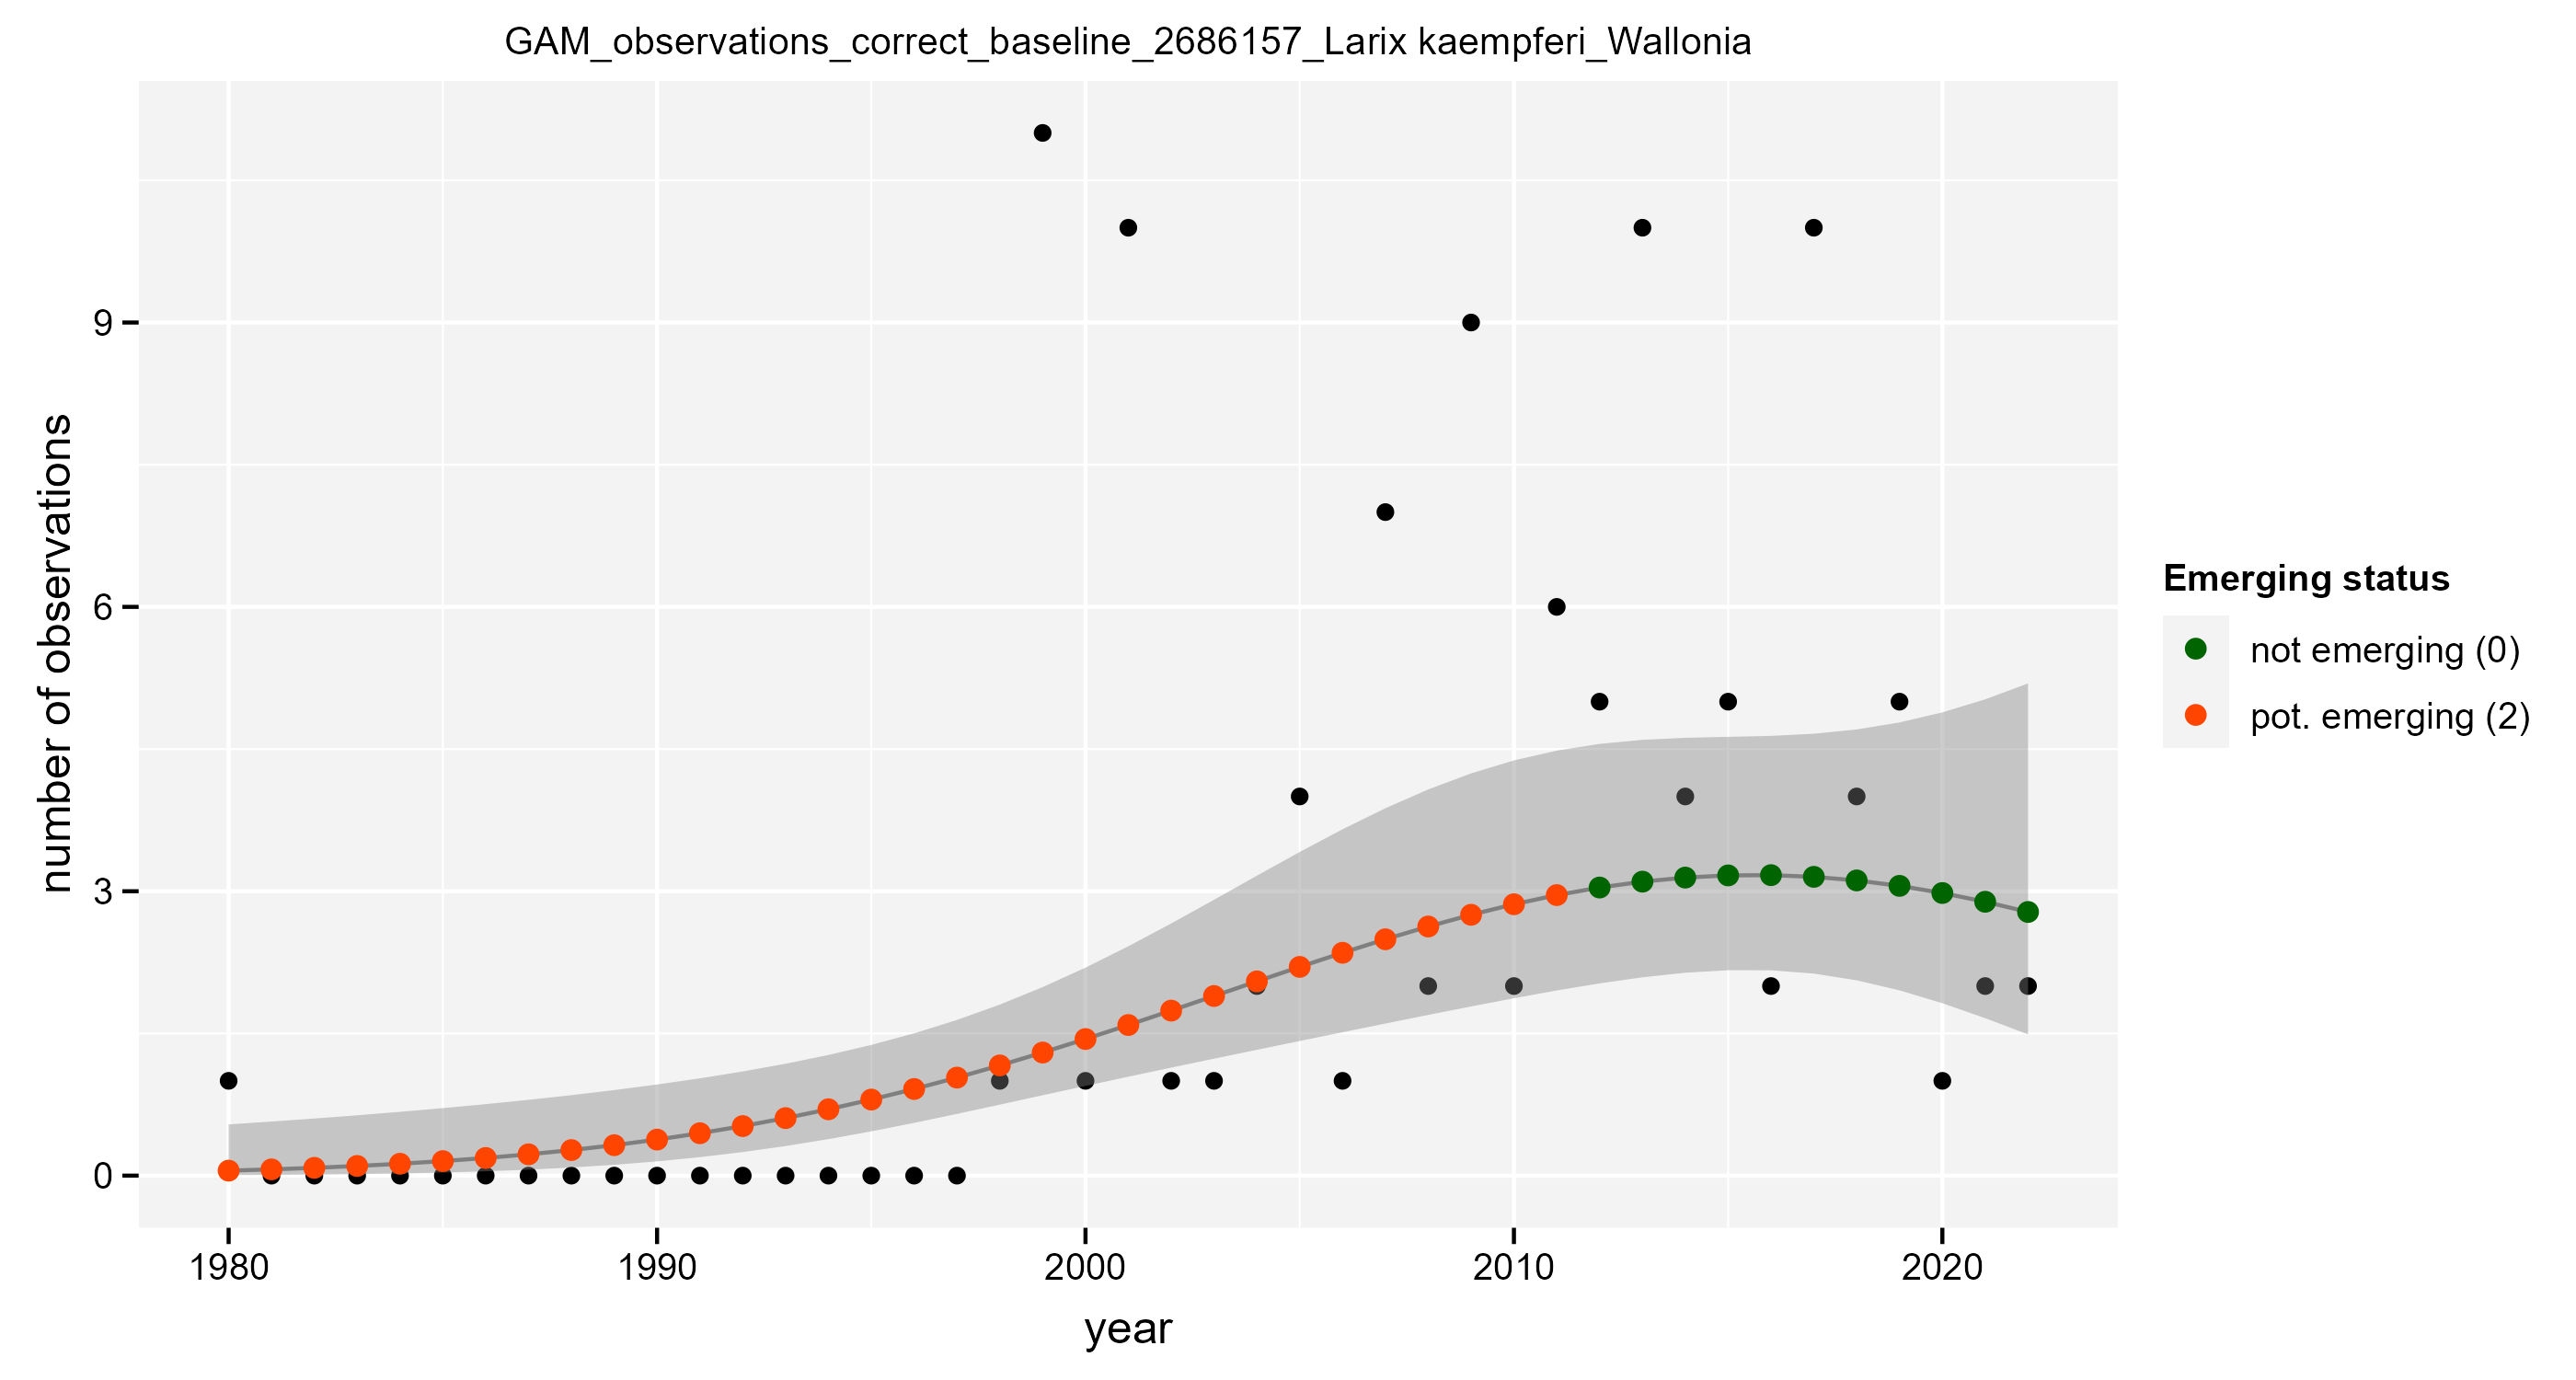 GAM_observations_correct_baseline_2686157_Larix kaempferi_Wallonia
number of observations
9
6
3
0
1980 1990 2000 2010 2020
year
Emerging status
not emerging (0)
pot. emerging (2)